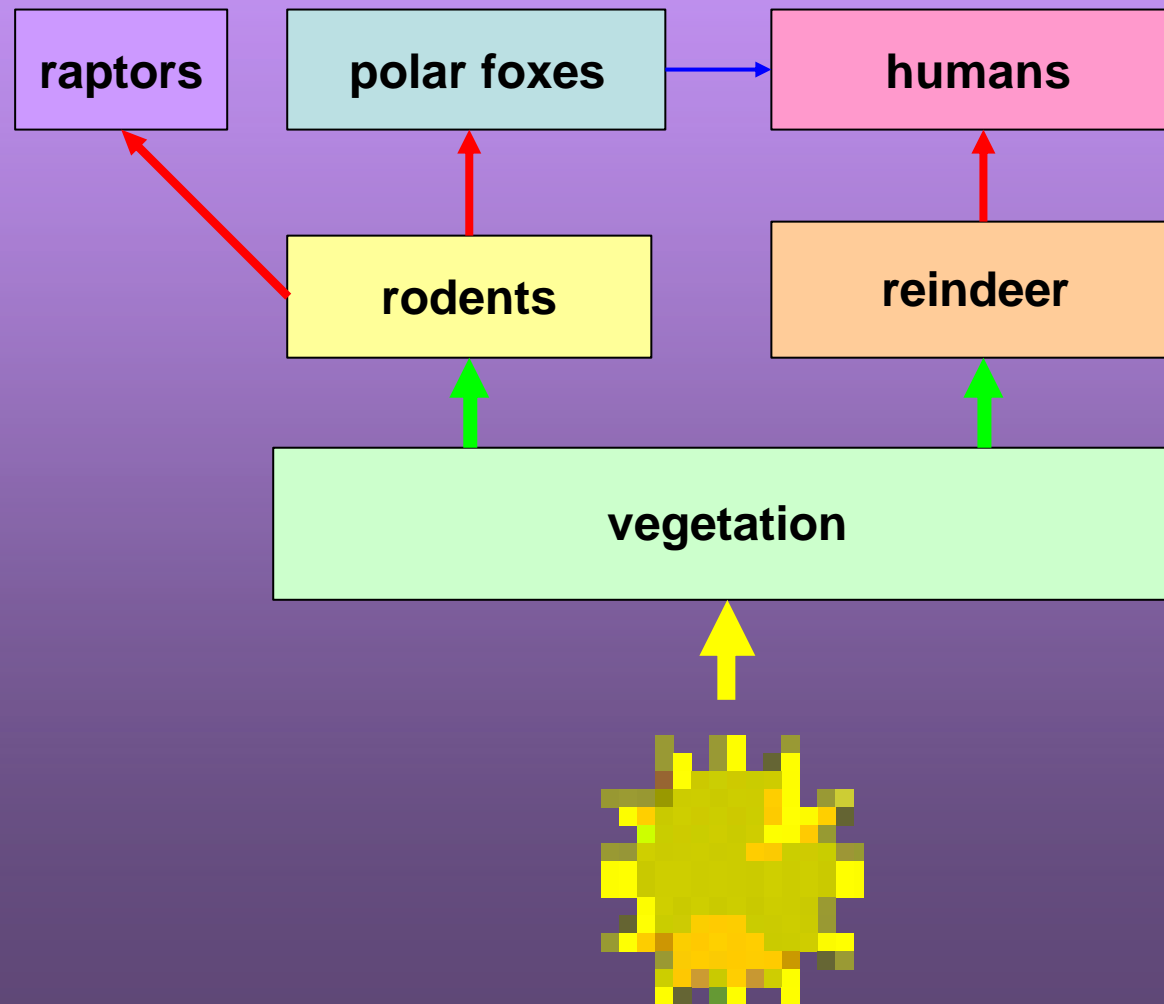 raptors
polar foxes
humans
rodents
reindeer
vegetation